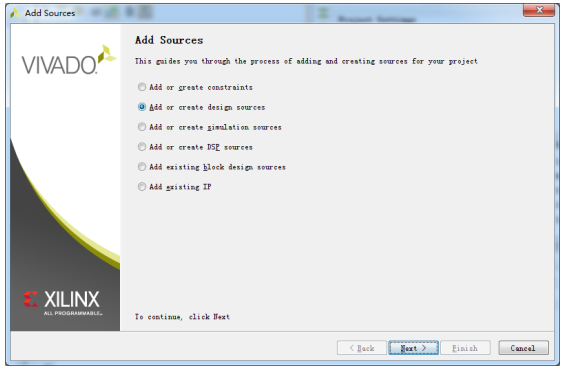 Add Sources
Project Settings
VIVADO.
Add Sources
This guides you through the process of adding and creating sources for your project
Add or create constraints
Add or create design sources
Add or create simulation sources
Add or create DSP sources
Add existing block design sources
Add existing IP
XILINX
ALL PROGRAMMABLE.
To continue, click Next
< Back
Next >
Finish
Cancel